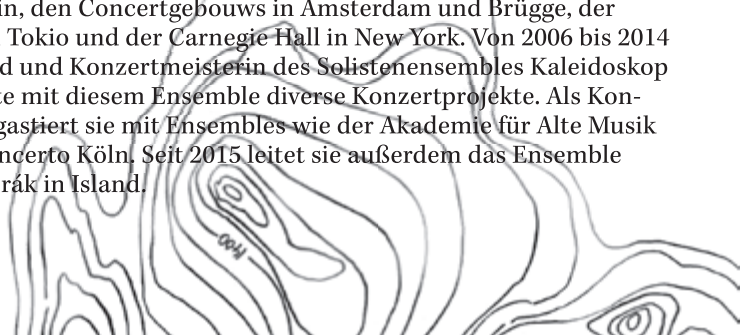 in, den Concertgebouws in Amsterdam und Brügge, der
Tokio und der Carnegie Hall in New York. Von 2006 bis 2014
d und Konzertmeisterin des Solistenensembles Kaleidoskop
te mit diesem Ensemble diverse Konzertprojekte. Als Kon-
gastiert sie mit Ensembles wie der Akademie für Alte Musik
ncerto Köln. Seit 2015 leitet sie außerdem das Ensemble
rák in Island.
1400